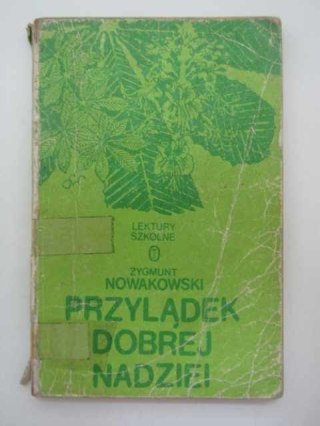 LEKTURY
SZKOLNE
ZYGMUNT
NOWAKOWSKI
PRZYLĄDEK
DOBREJ
NADZIEI